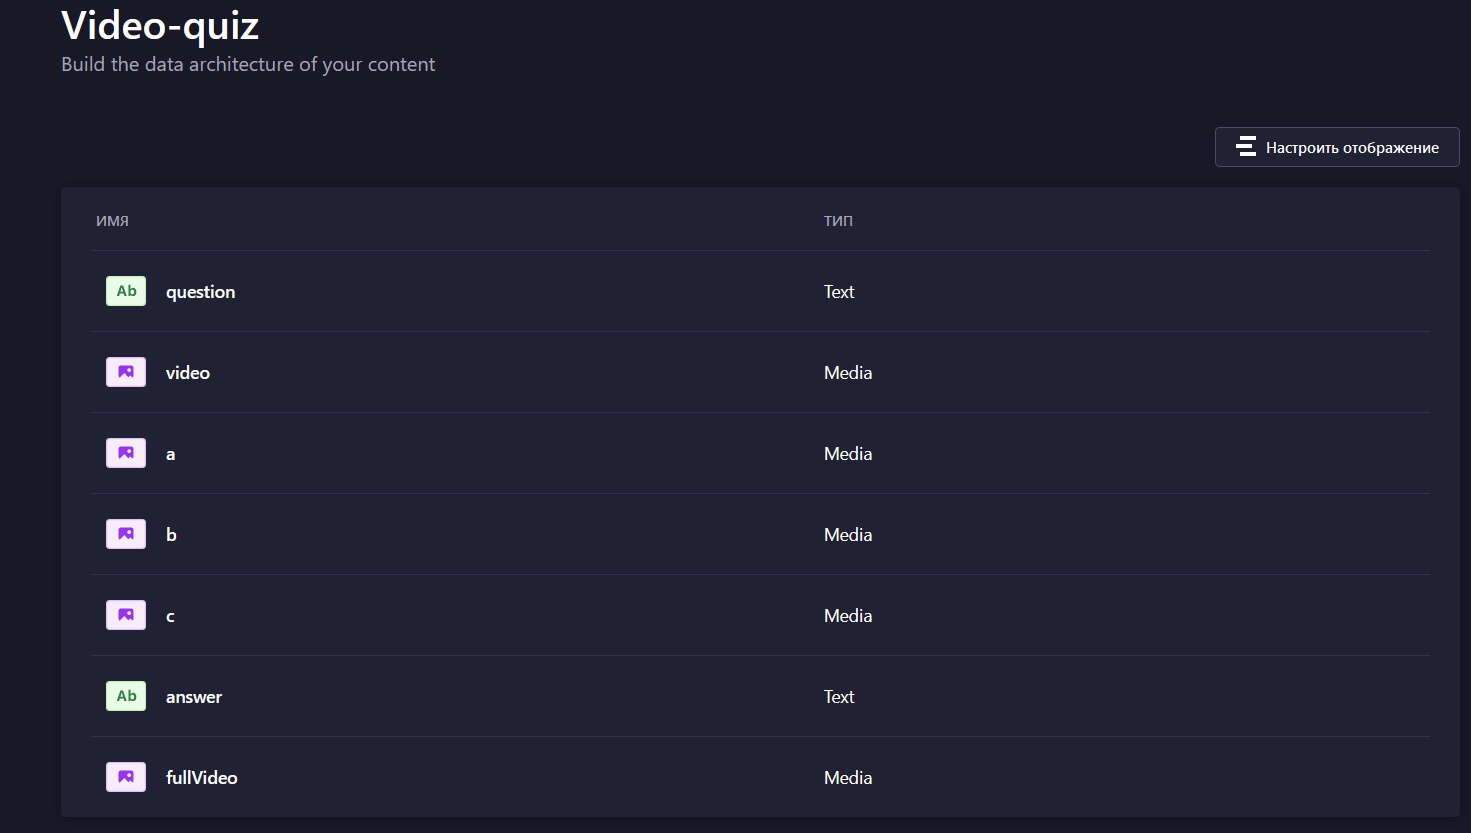 Video-quiz
Build the data architecture of your content
Настроить отображение
ИМЯ ТИП
Ab question Text
video Media
a Media
b Media
c Media
Ab answer Text
fullVideo Media